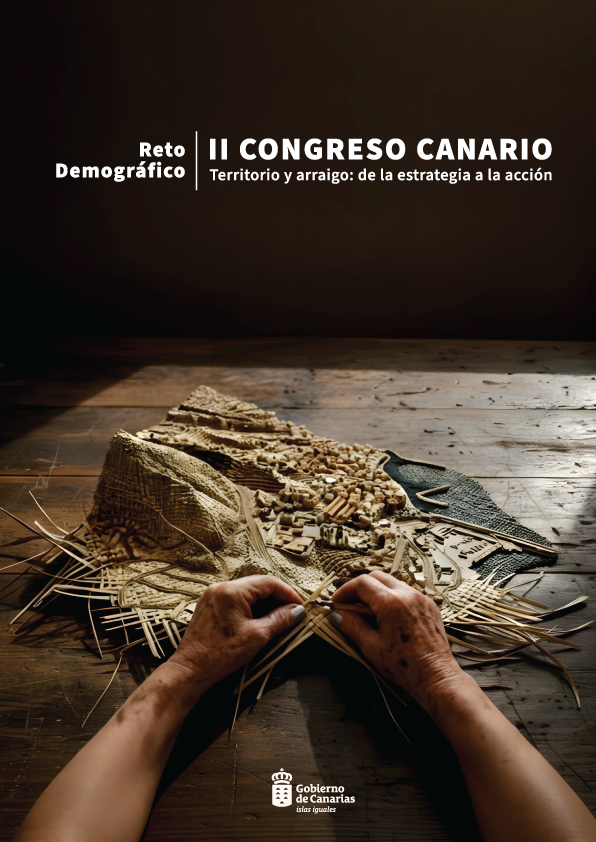 Reto
Demográfico
II CONGRESO CANARIO
Territorio y arraigo: de la estrategia a la acción
Gobierno
de Canarias
islas iguales